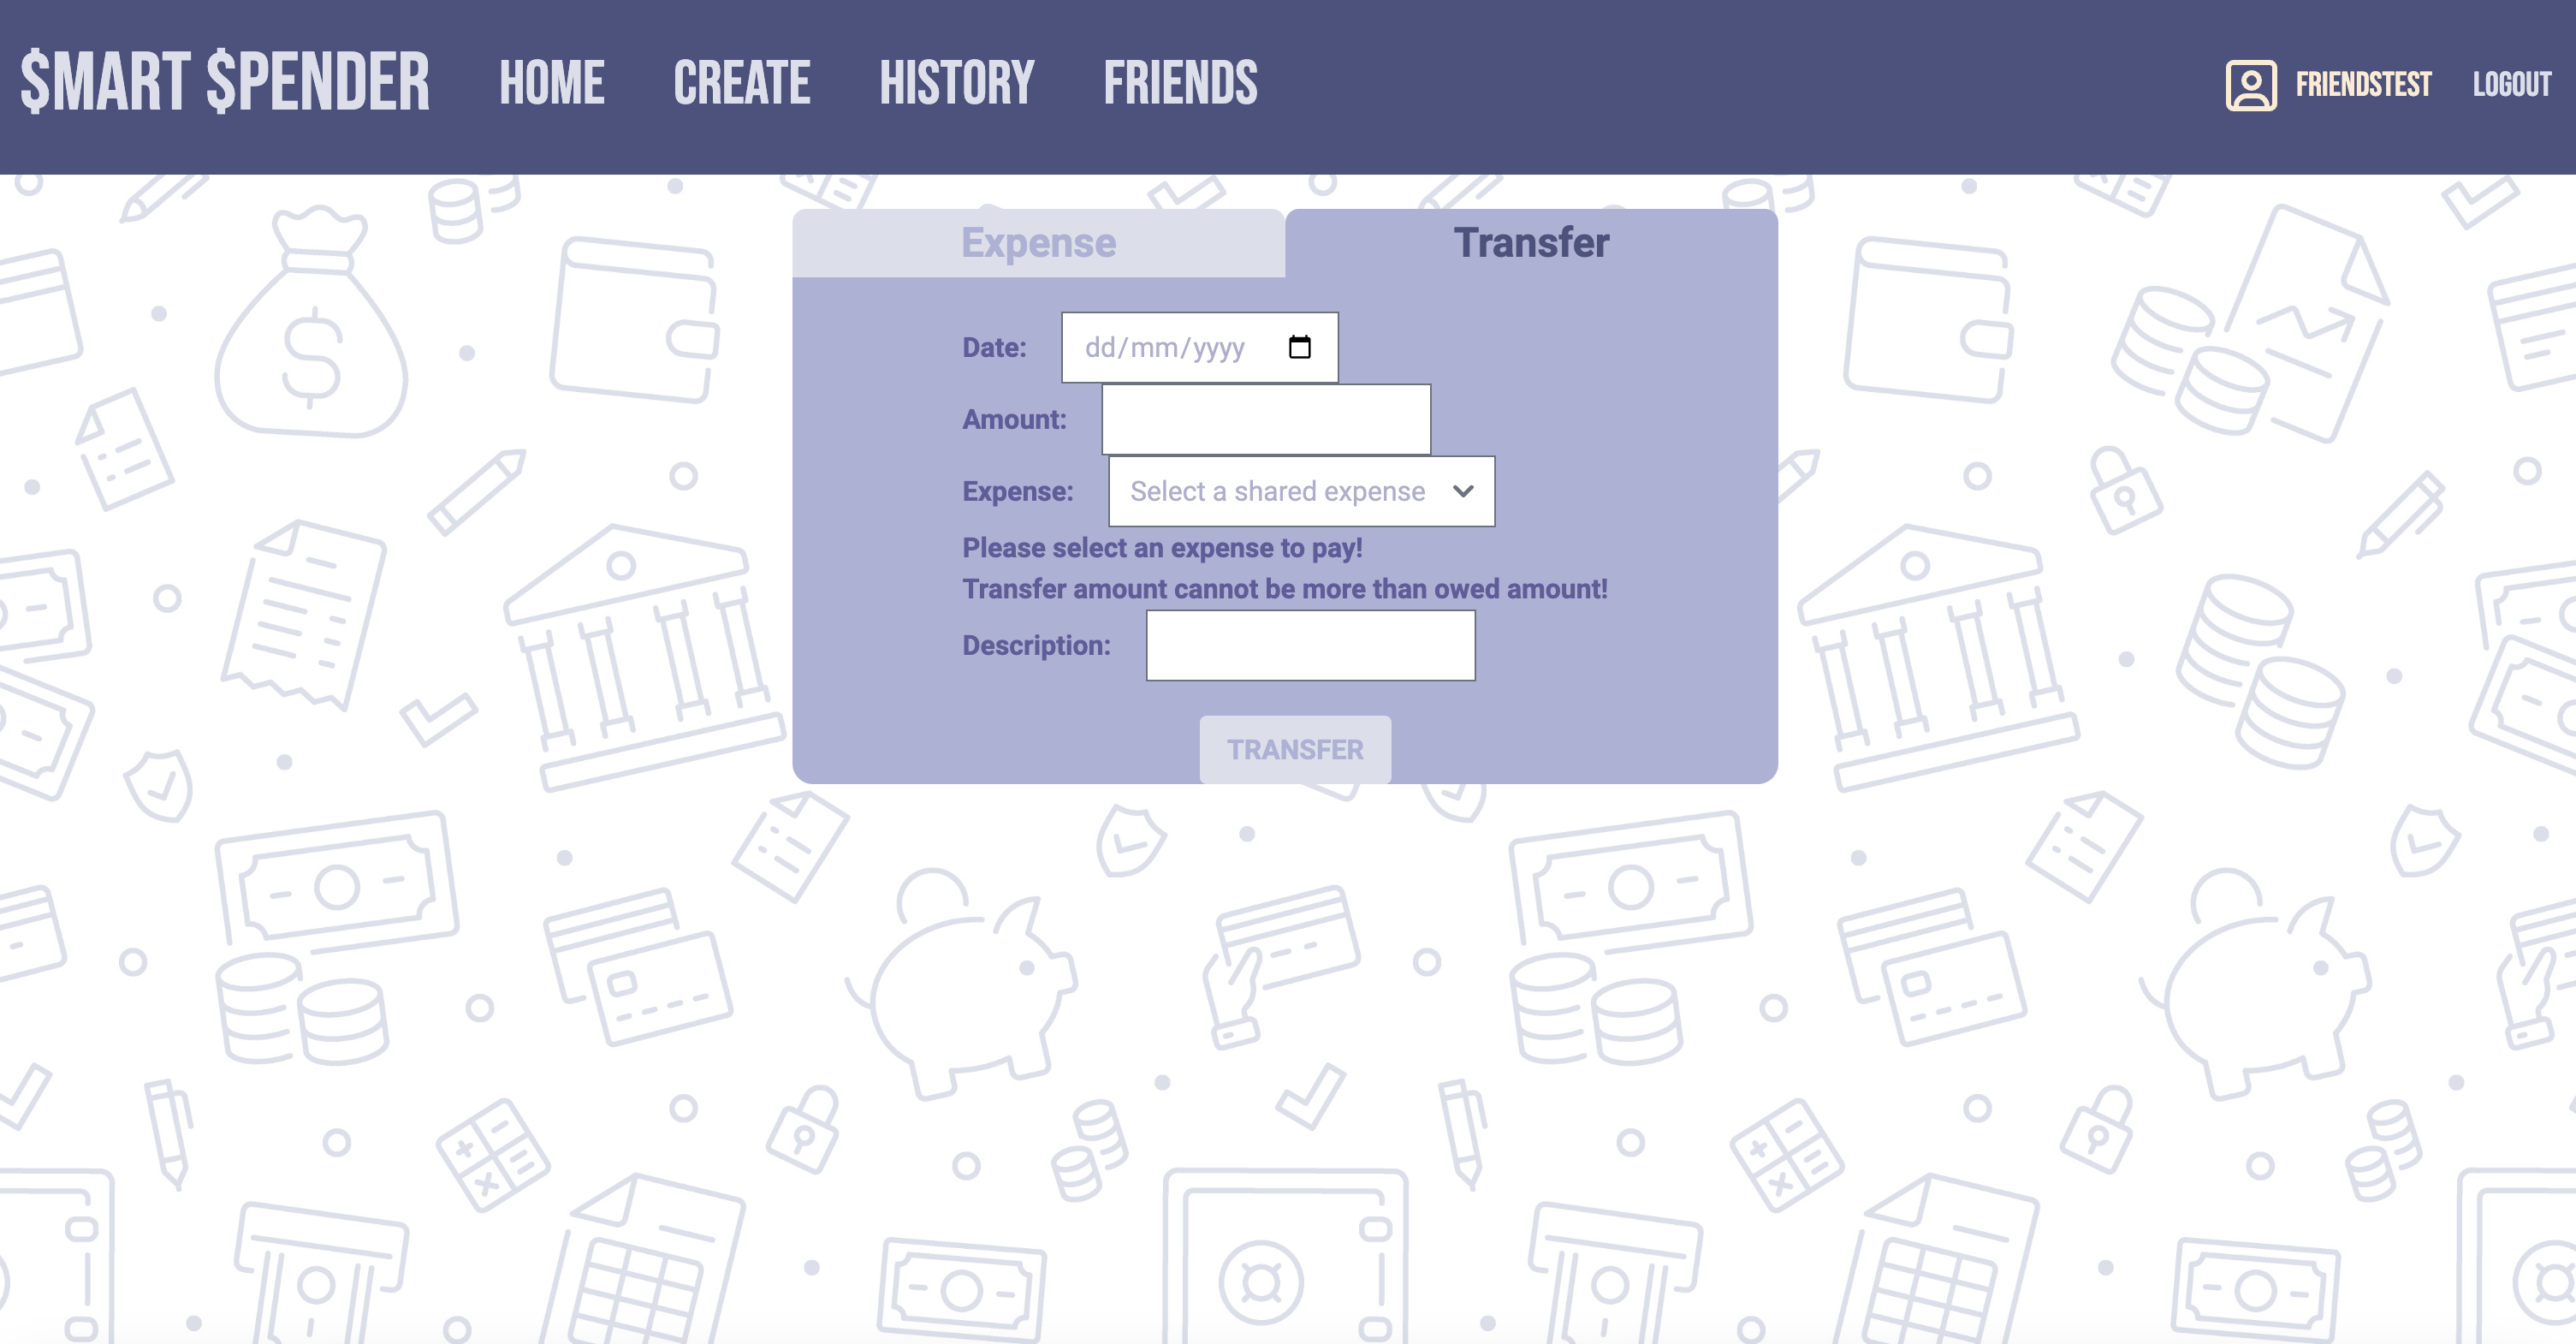 $MART $PENDER HOME CREATE HISTORY FRIENDS FRIENDSTEST LOGOUT
Expense Transfer
Date: dd/mm/yyyy
Amount:
Expense: Select a shared expense
Please select an expense to pay!
Transfer amount cannot be more than owed amount!
Description:
TRANSFER